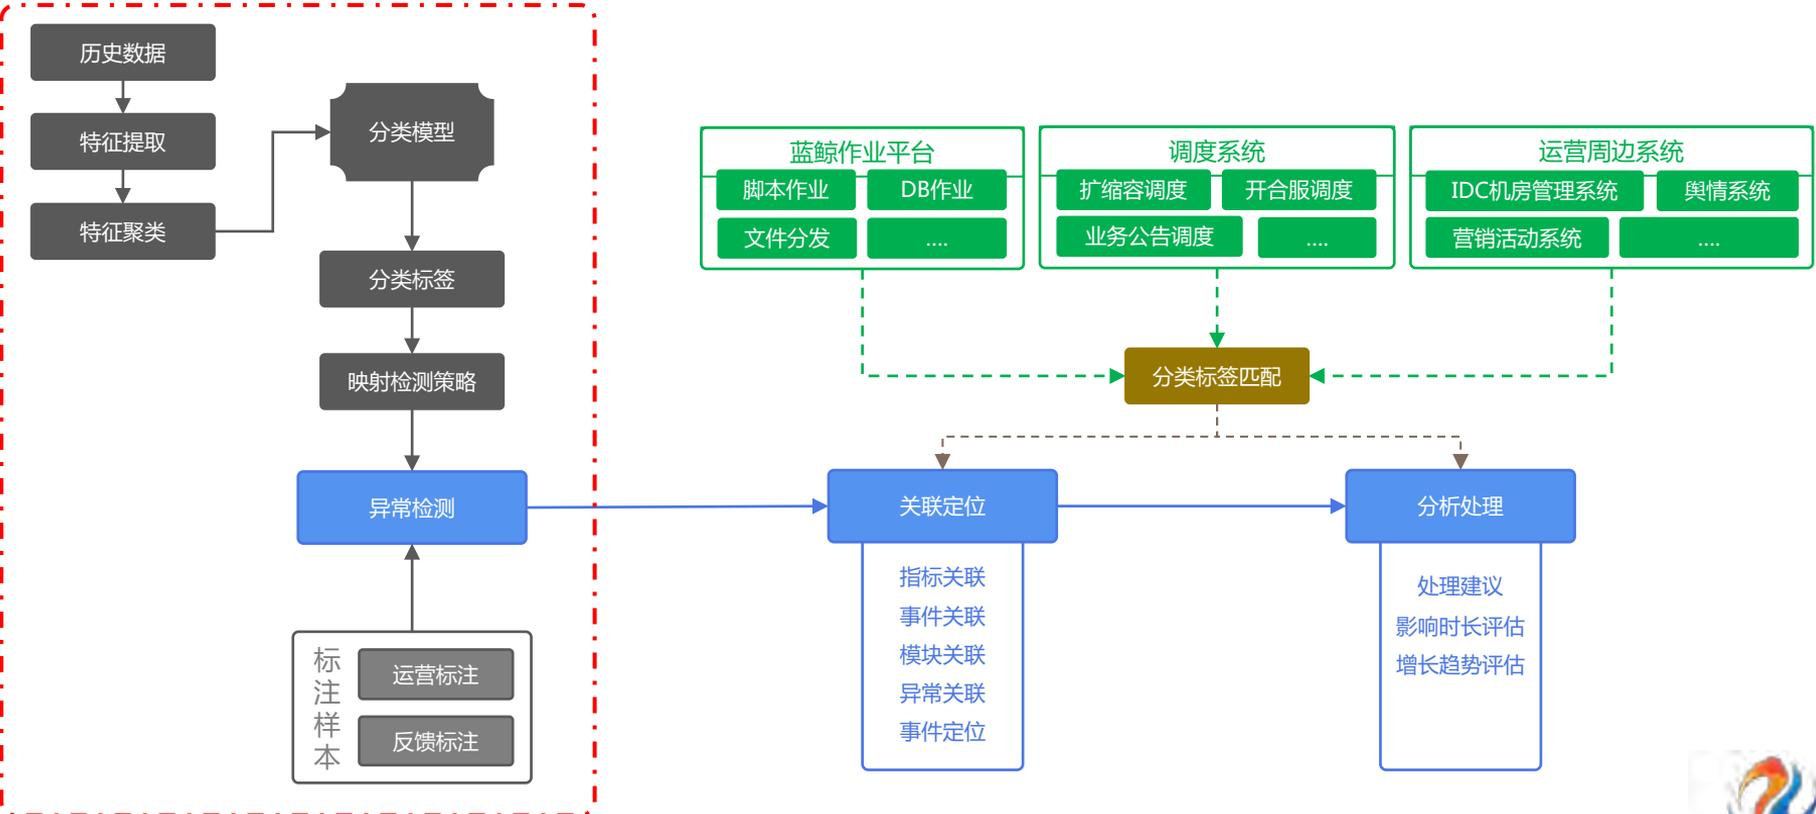 历史数据
特征提取
特征聚类
分类模型
分类标签
映射检测策略
异常检测
标注样本
运营标注
反馈标注
蓝鲸作业平台
脚本作业
DB作业
文件分发
....
调度系统
扩缩容调度
开合服调度
业务公告调度
....
运营周边系统
IDC机房管理系统
舆情系统
营销活动系统
....
分类标签匹配
关联定位
指标关联
事件关联
模块关联
异常关联
事件定位
分析处理
处理建议
影响时长评估
增长趋势评估